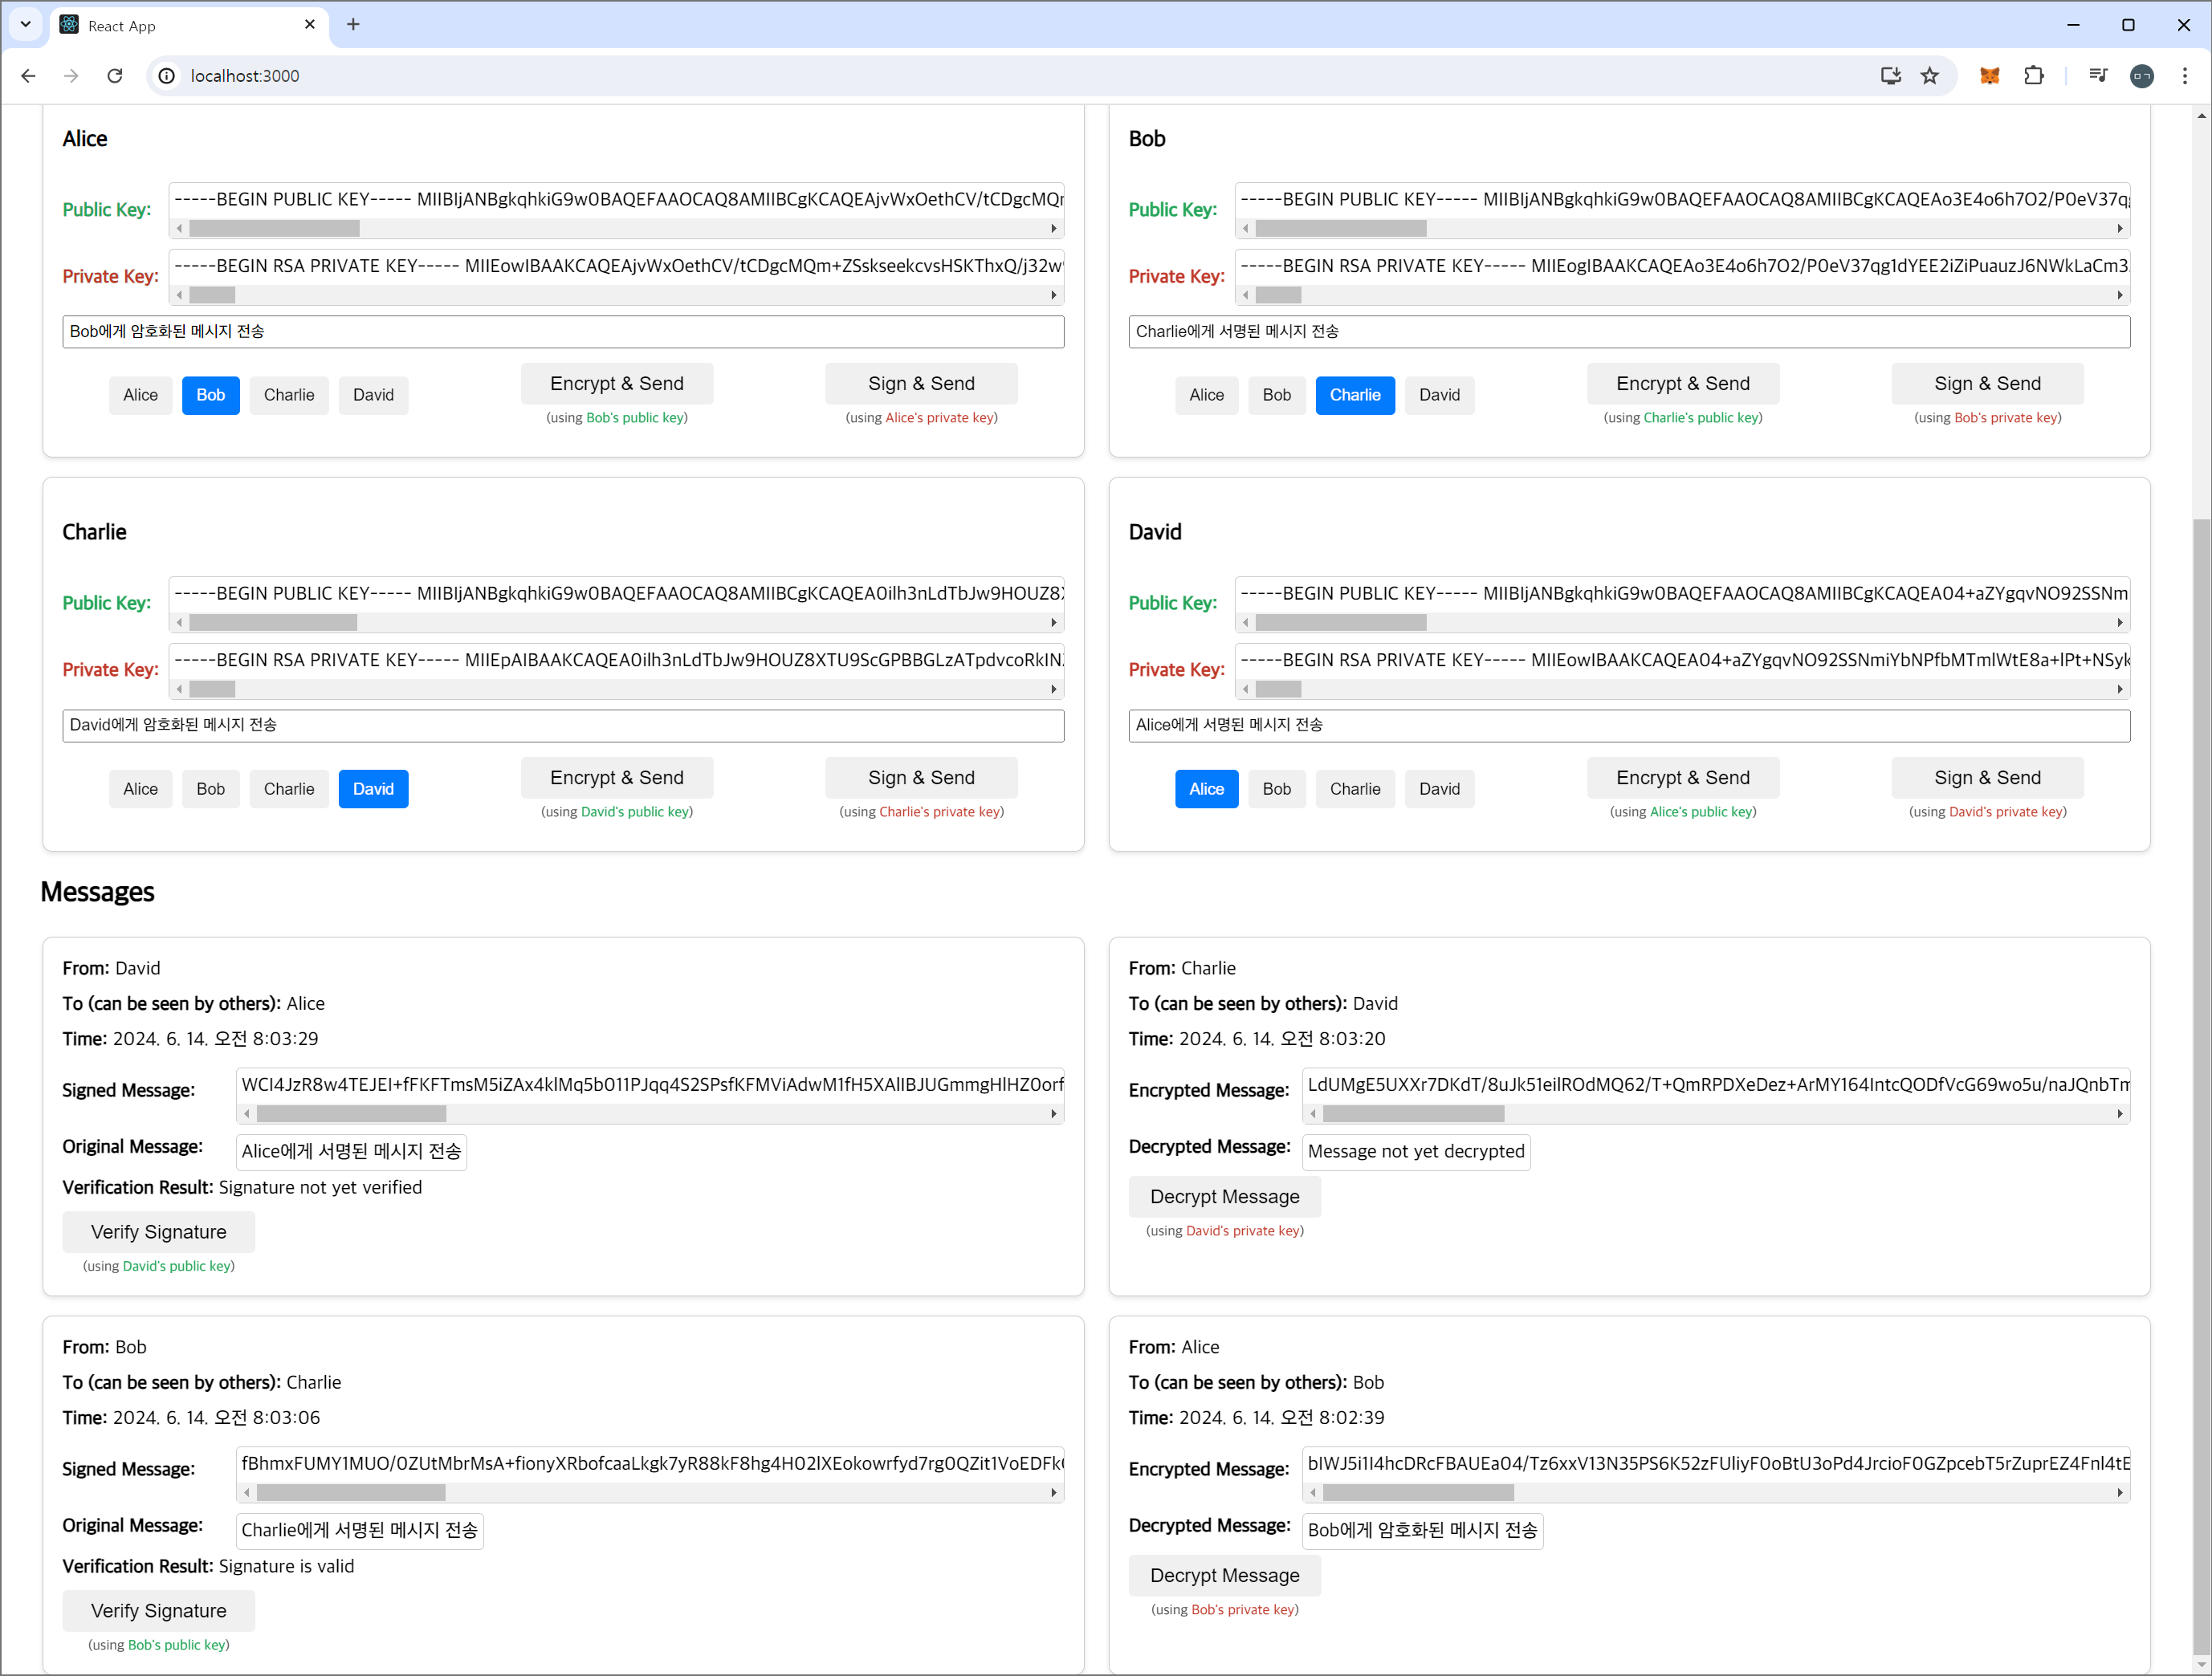 React App
localhost:3000
Alice
Public Key:
-----BEGIN PUBLIC KEY----- MIIBIjANBgkqhkiG9w0BAQEFAAOCAQ8AMIIBCgKCAQEAjvWxOethCV/tCDgcMQ
Private Key:
-----BEGIN RSA PRIVATE KEY----- MIIEowIBAAKCAQEAjvWxOethCV/tCDgcMQm+ZSskseekcvsHSKThxQ/j32w
Bob에게 암호화된 메시지 전송
Alice Bob Charlie David
Encrypt & Send
(using Bob's public key)
Sign & Send
(using Alice's private key)
Bob
Public Key:
-----BEGIN PUBLIC KEY----- MIIBIjANBgkqhkiG9w0BAQEFAAOCAQ8AMIIBCgKCAQEAo3E4o6h7O2/P0eV37q
Private Key:
-----BEGIN RSA PRIVATE KEY----- MIIEogIBAAKCAQEAo3E4o6h7O2/P0eV37qg1dYEE2iZiPuauzJ6NWkLaCm3
Charlie에게 서명된 메시지 전송
Alice Bob Charlie David
Encrypt & Send
(using Charlie's public key)
Sign & Send
(using Bob's private key)
Charlie
Public Key:
-----BEGIN PUBLIC KEY----- MIIBIjANBgkqhkiG9w0BAQEFAAOCAQ8AMIIBCgKCAQEA0ilh3nLdTbJw9HOUZ8X
Private Key:
-----BEGIN RSA PRIVATE KEY----- MIIEpAIBAAKCAQEA0ilh3nLdTbJw9HOUZ8XTU9ScGPBBGLzATpdvcoRkIN
David에게 암호화된 메시지 전송
Alice Bob Charlie David
Encrypt & Send
(using David's public key)
Sign & Send
(using Charlie's private key)
David
Public Key:
-----BEGIN PUBLIC KEY----- MIIBIjANBgkqhkiG9w0BAQEFAAOCAQ8AMIIBCgKCAQEA04+aZYgqvNO92SSNm
Private Key:
-----BEGIN RSA PRIVATE KEY----- MIIEowIBAAKCAQEA04+aZYgqvNO92SSNmiYbNPfbMTmlWtE8a+lPt+NSyk
Alice에게 서명된 메시지 전송
Alice Bob Charlie David
Encrypt & Send
(using Alice's public key)
Sign & Send
(using David's private key)
Messages
From: David
To (can be seen by others): Alice
Time: 2024. 6. 14. 오전 8:03:29
Signed Message:
WCI4JzR8w4TEJEI+fFKFTmsM5iZAx4klMq5bO11PJqq4S2SPsfKFMViAdwM1fH5XAlIBJUGmmgHlHZ0orf
Original Message:
Alice에게 서명된 메시지 전송
Verification Result: Signature not yet verified
Verify Signature
(using David's public key)
From: Charlie
To (can be seen by others): David
Time: 2024. 6. 14. 오전 8:03:20
Encrypted Message:
LdUMgE5UXXr7DKdT/8uJk51eilROdMQ62/T+QmRPDXeDez+ArMY164IntcQODfVcG69wo5u/naJQnbTm
Decrypted Message:
Message not yet decrypted
Decrypt Message
(using David's private key)
From: Bob
To (can be seen by others): Charlie
Time: 2024. 6. 14. 오전 8:03:06
Signed Message:
fBhmxFUMY1MUO/0ZUtMbrMsA+fionyXRbofcaaLkgk7yR88kF8hg4H02lXEokowrfyd7rg0QZit1VoEDFk
Original Message:
Charlie에게 서명된 메시지 전송
Verification Result: Signature is valid
Verify Signature
(using Bob's public key)
From: Alice
To (can be seen by others): Bob
Time: 2024. 6. 14. 오전 8:02:39
Encrypted Message:
bIWJ5i1I4hcDRcFBAUEa04/Tz6xxV13N35PS6K52zFUliyF0oBtU3oPd4JrcioF0GZpcebT5rZuprEZ4Fnl4tE
Decrypted Message:
Bob에게 암호화된 메시지 전송
Decrypt Message
(using Bob's private key)